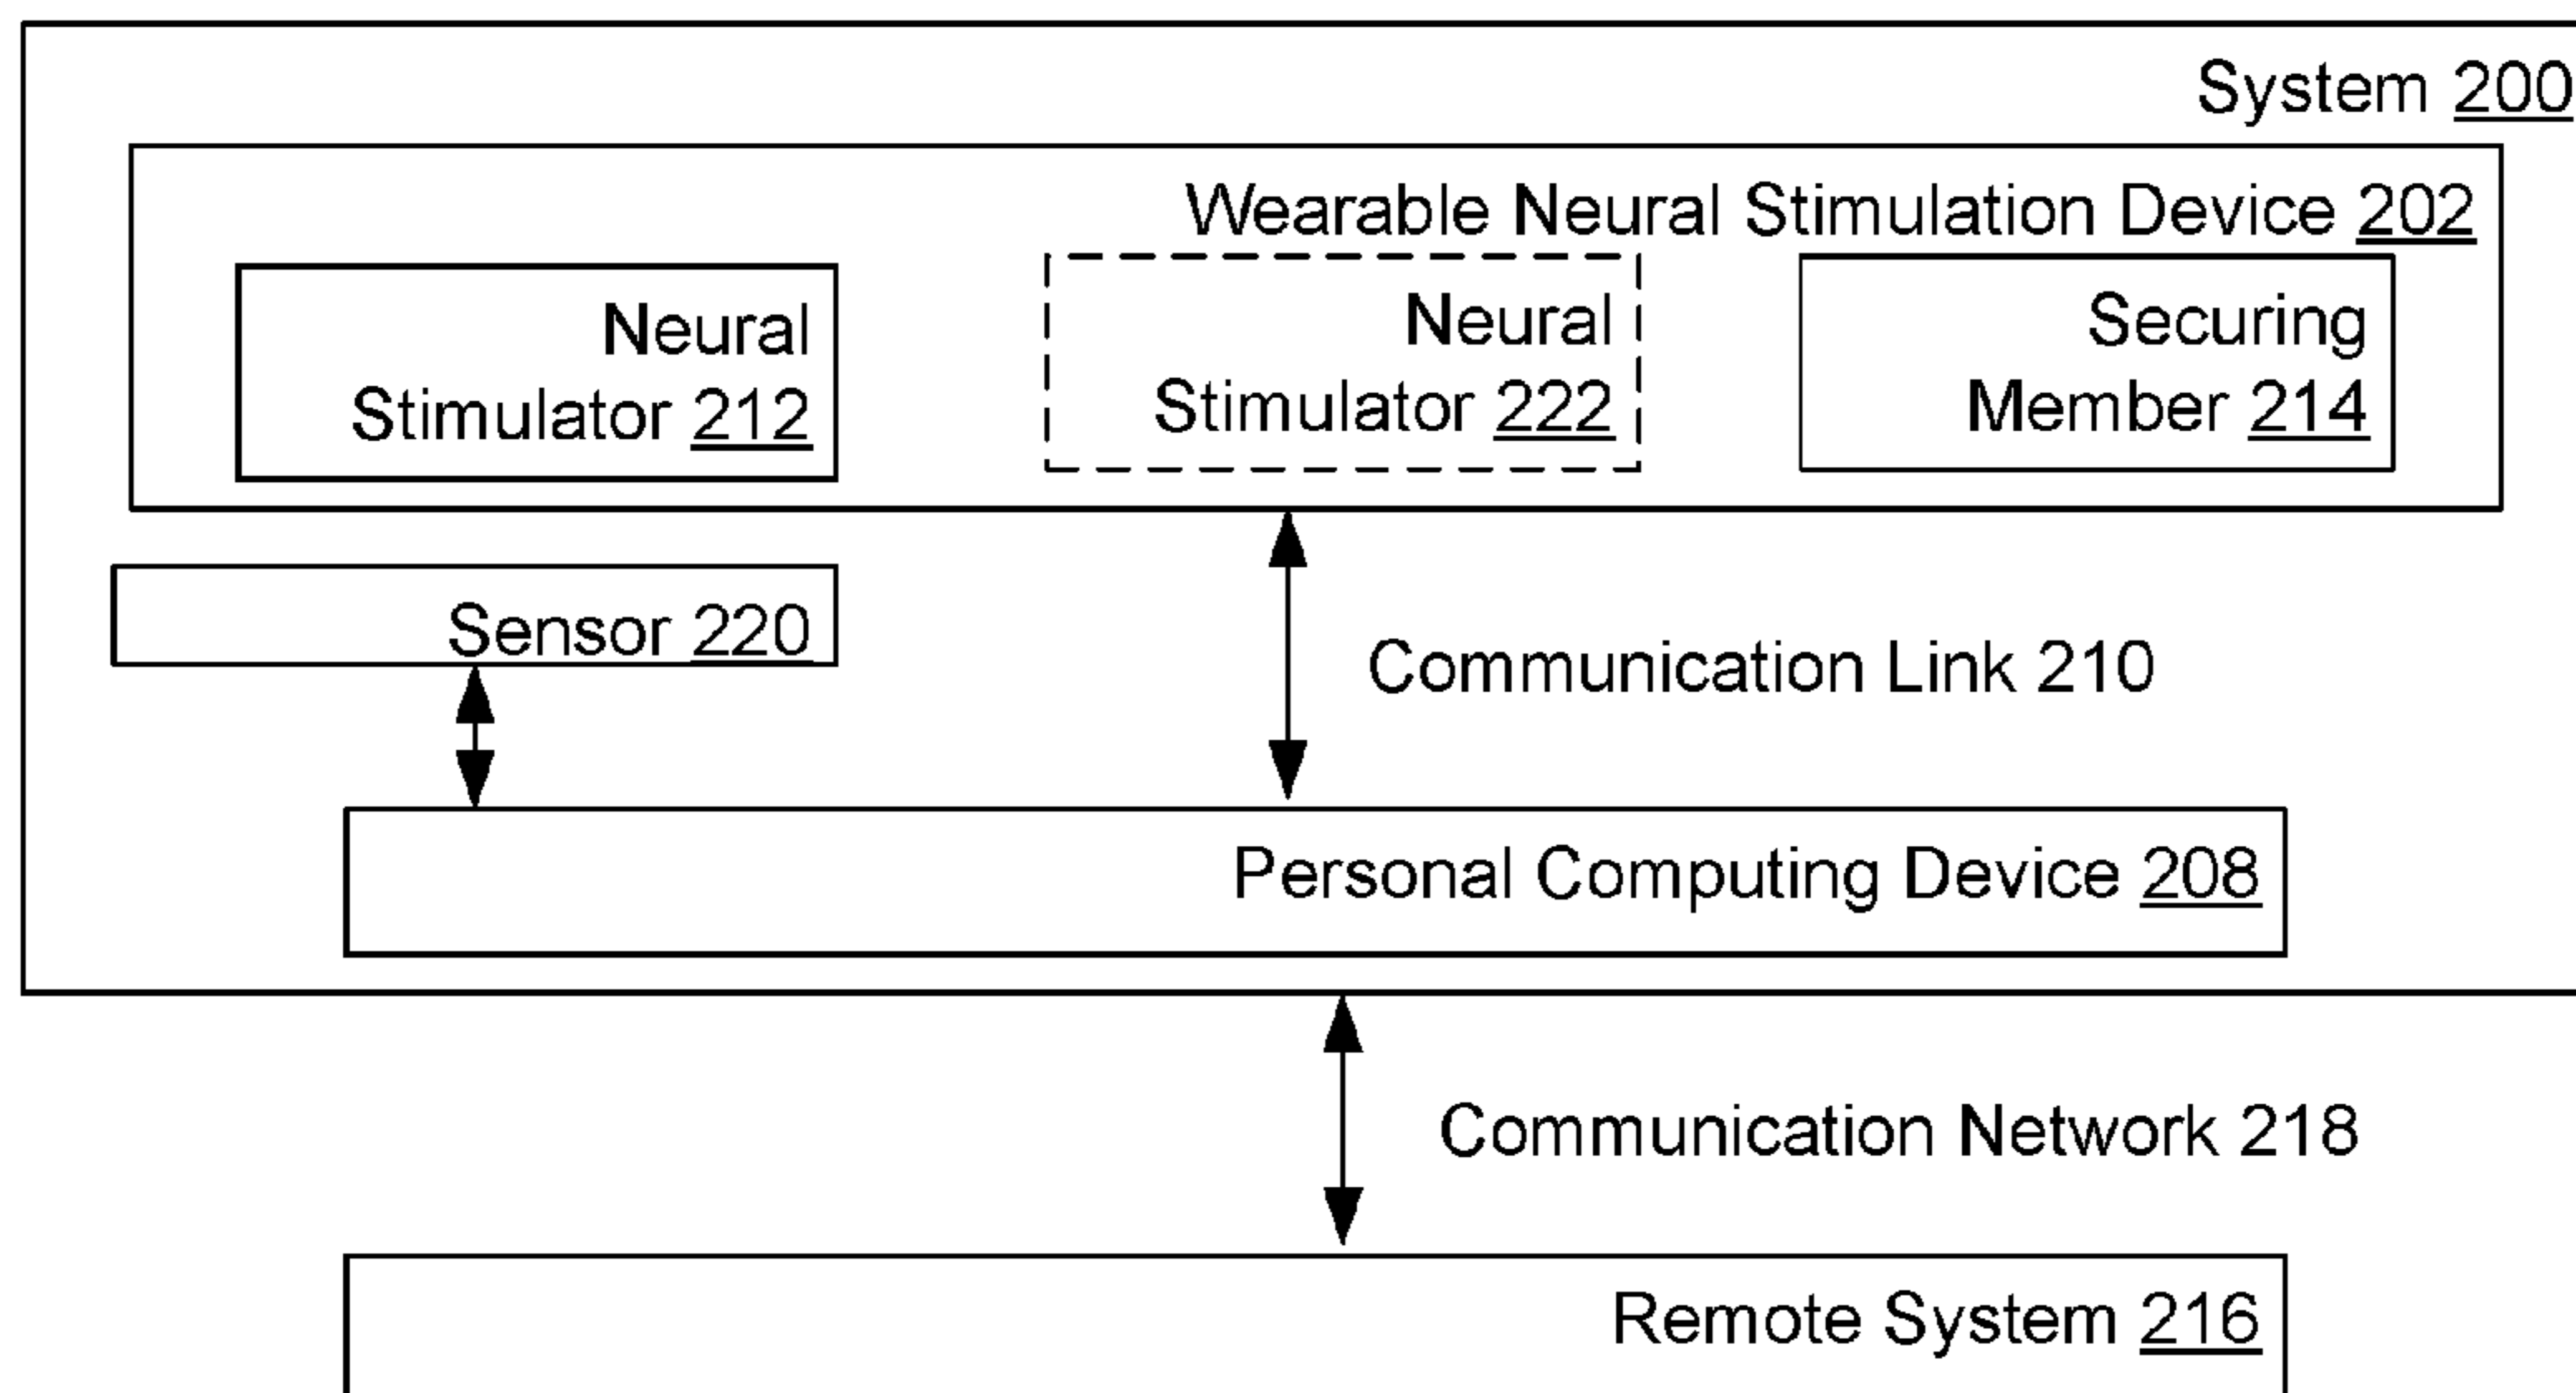 System 200
Wearable Neural Stimulation Device 202
Neural
Stimulator 212
Neural
Stimulator 222
Securing
Member 214
Sensor 220
Communication Link 210
Personal Computing Device 208
Communication Network 218
Remote System 216